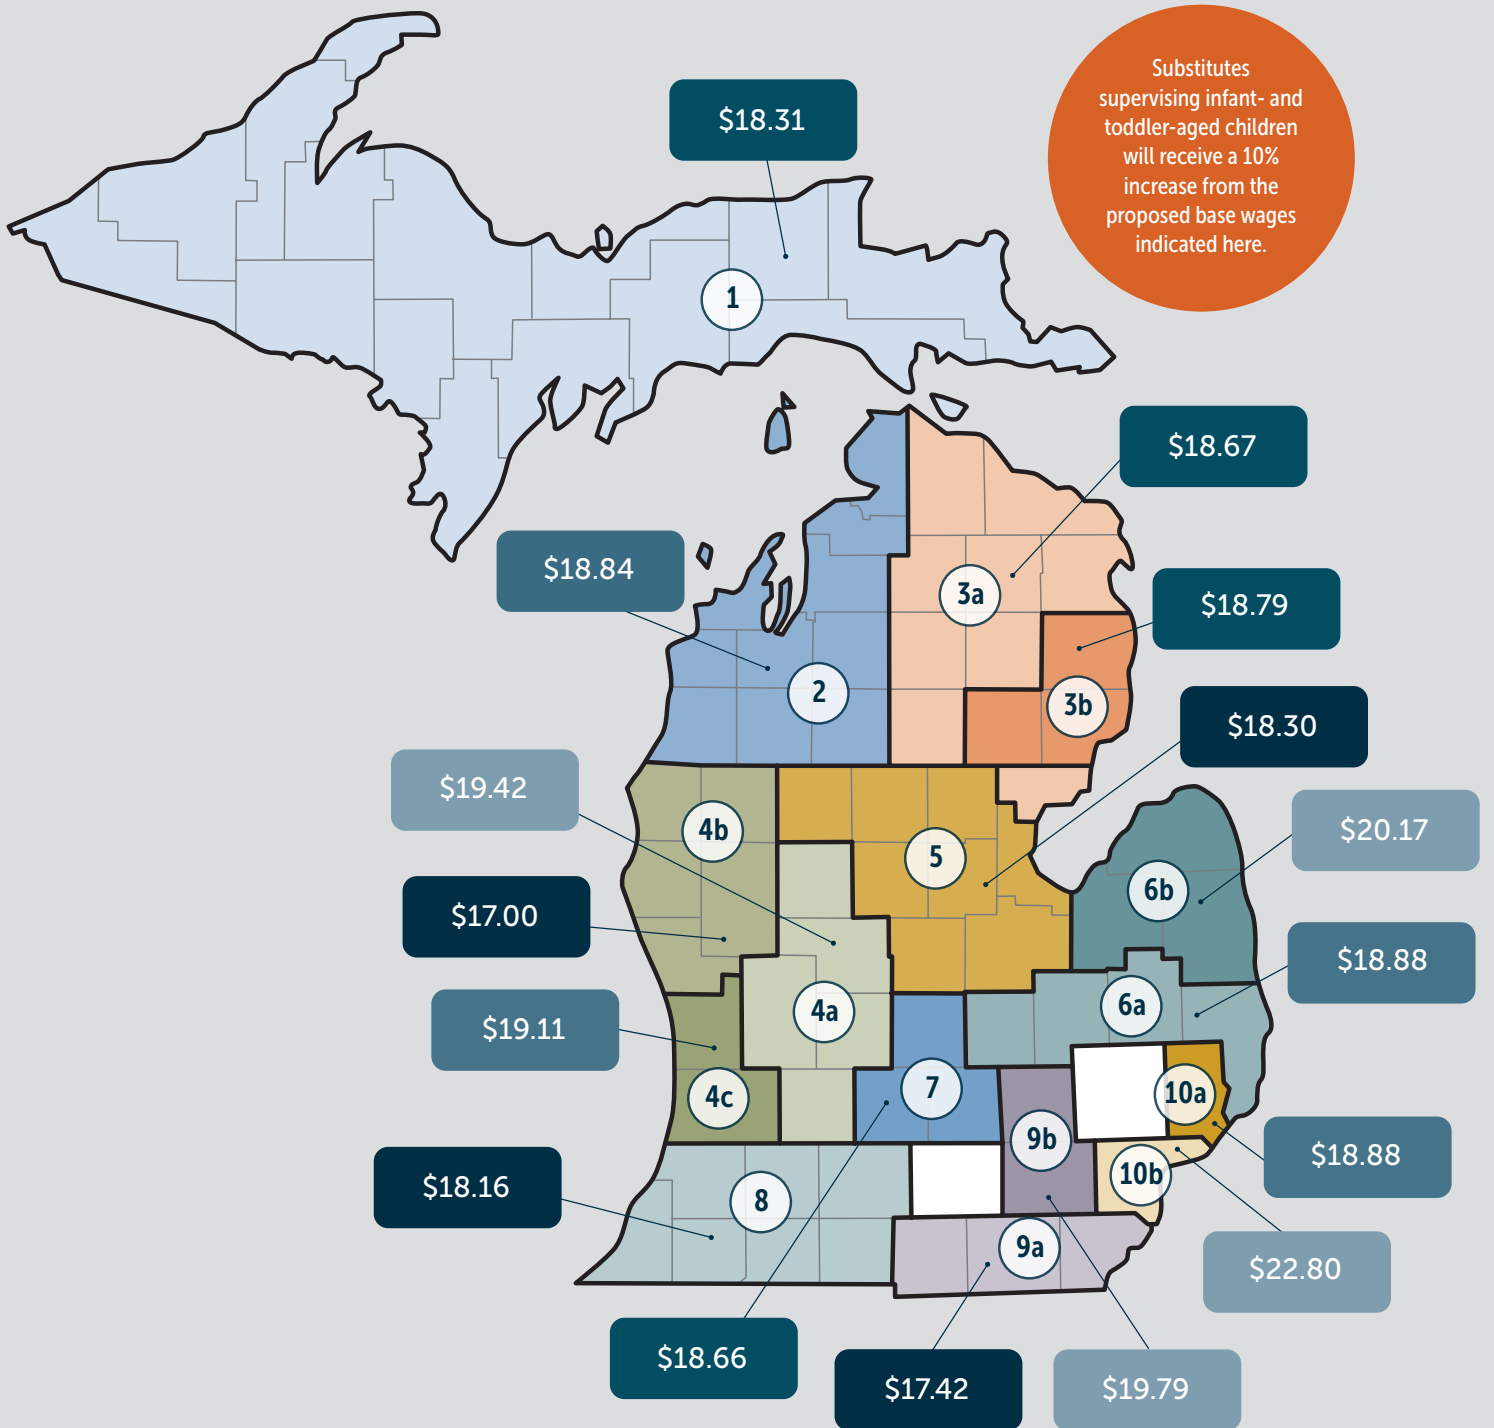 Substitutes
supervising infant- and
toddler-aged children
will receive a 10%
increase from the
proposed base wages
indicated here.
$18.31
1
$18.67
$18.84
3a
$18.79
2
3b
$18.30
$19.42
4b
5
$20.17
6b
$17.00
$18.88
4a
6a
$19.11
4c
7
10a
9b
$18.88
10b
$18.16
8
9a
$22.80
$18.66
$17.42
$19.79